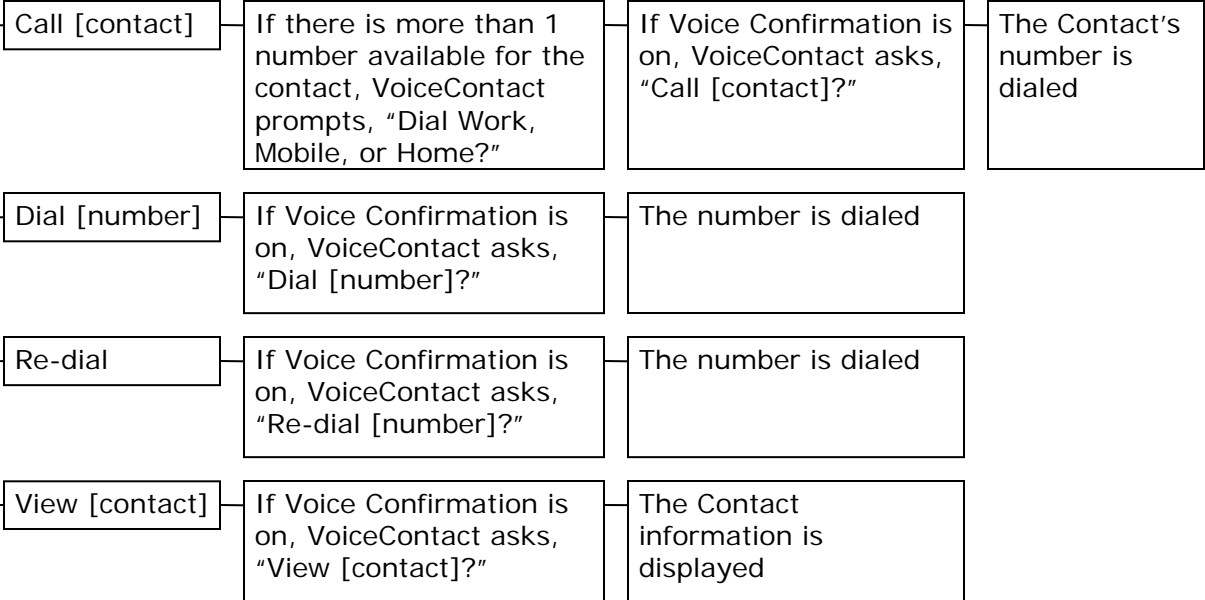 Call [contact]
If there is more than 1
number available for the
contact, VoiceContact
prompts, “Dial Work,
Mobile, or Home?”
If Voice Confirmation is
on, VoiceContact asks,
“Call [contact]?”
The Contact’s
number is
dialed
Dial [number]
If Voice Confirmation is
on, VoiceContact asks,
“Dial [number]?”
The number is dialed
Re-dial
If Voice Confirmation is
on, VoiceContact asks,
“Re-dial [number]?”
The number is dialed
View [contact]
If Voice Confirmation is
on, VoiceContact asks,
“View [contact]?”
The Contact
information is
displayed